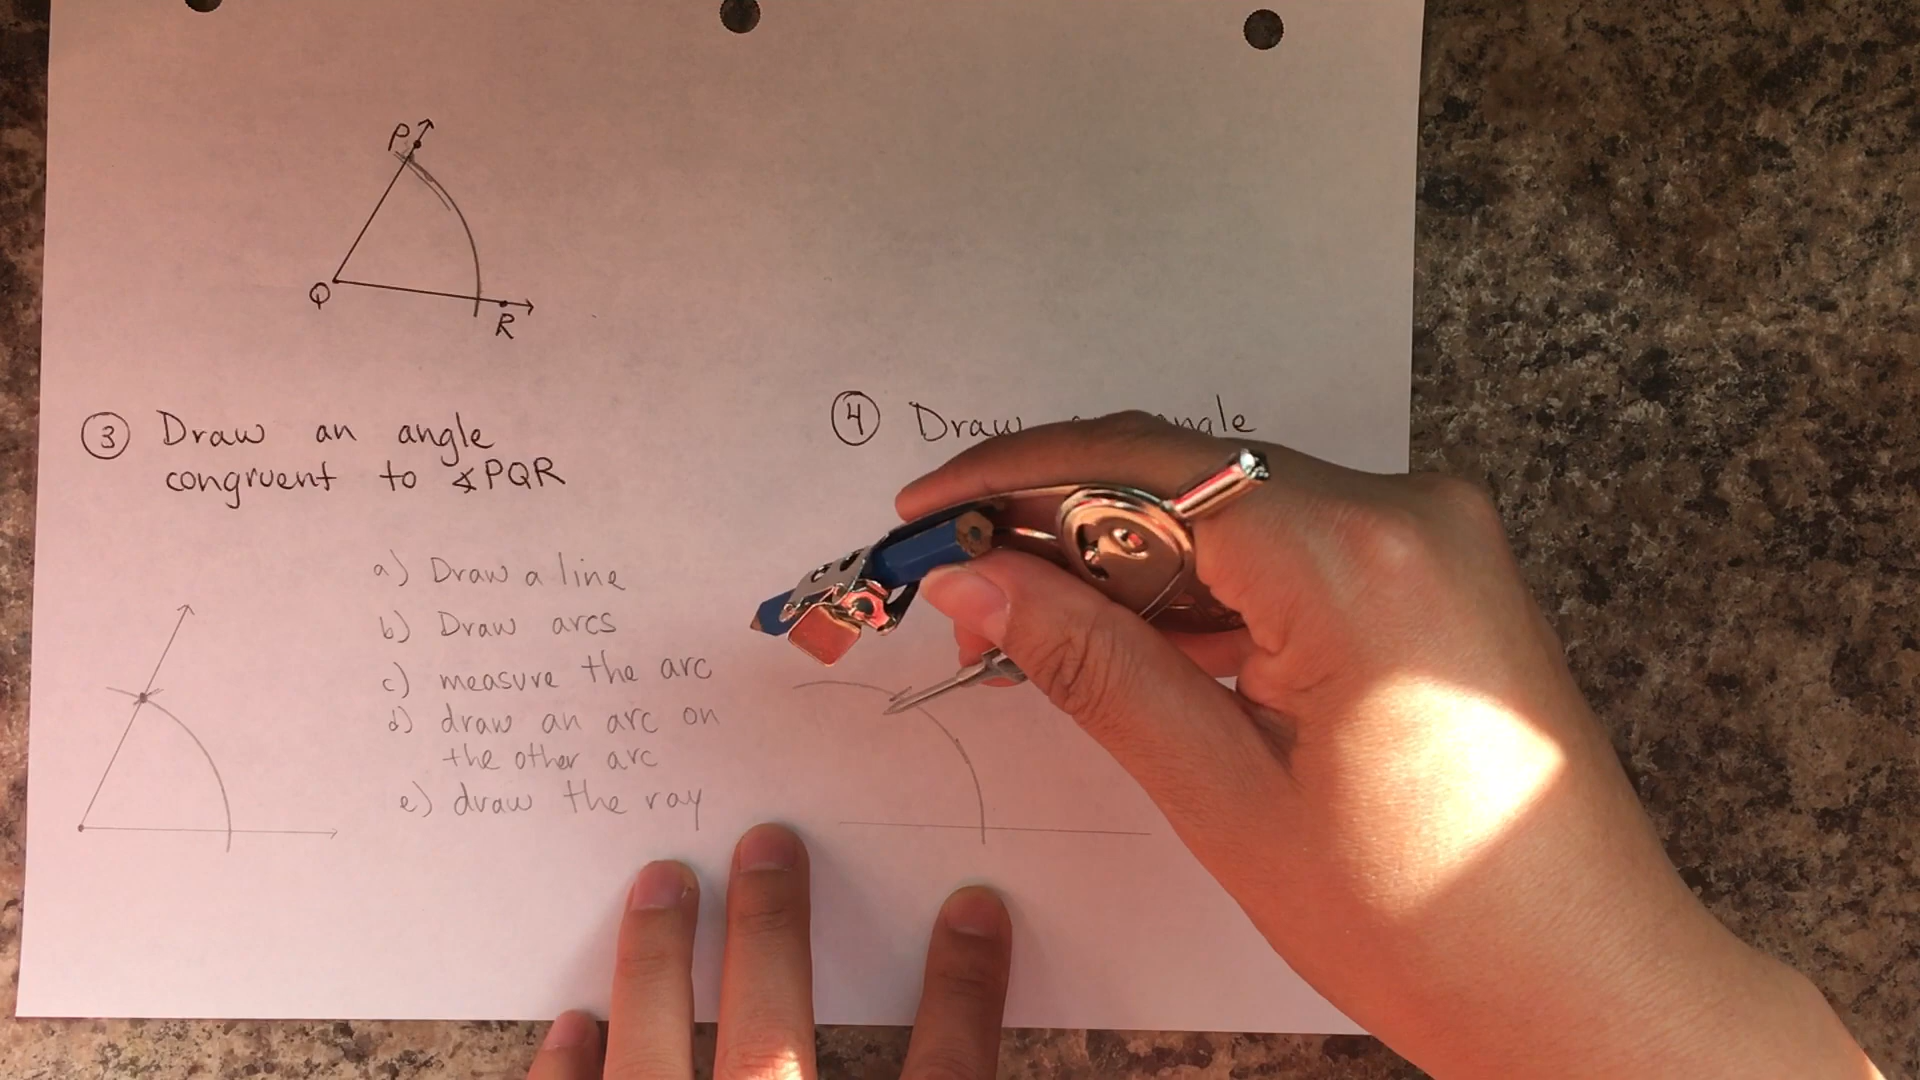 P
Q
R
③ Draw an angle
congruent to ∡PQR
④ Draw angle
a) Draw a line
b) Draw arcs
c) measure the arc
d) draw an arc on
the other arc
e) draw the ray